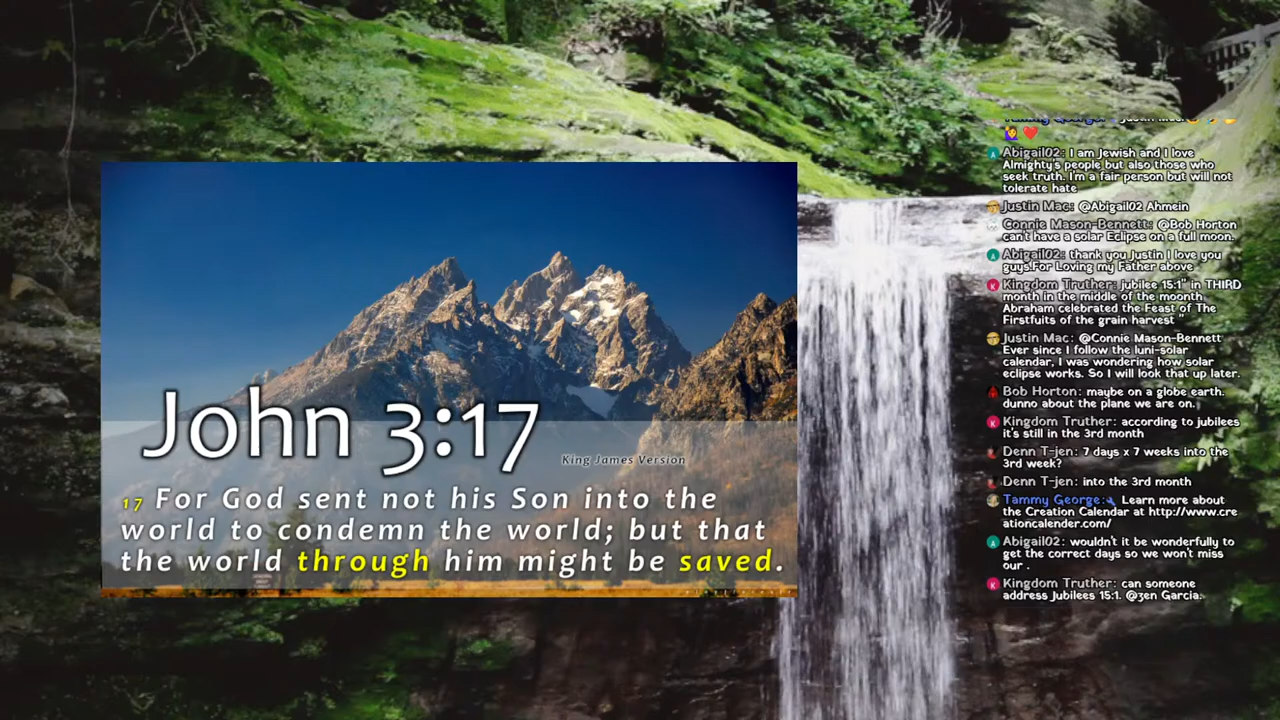 John 3:17
King James Version
17 For God sent not his Son into the
world to condemn the world; but that
the world through him might be saved.
Abigail02: I am Jewish and I love
Almighty's people but also those who
seek truth. I'm a fair person but will not
tolerate hate
Justin Mac: @Abigail02 Ahmein
Connie Mason-Bennett: @Bob Horton
can't have a solar Eclipse on a full moon.
Abigail02: thank you Justin I love you
guys.For Loving my Father above
Kingdom Truther: jubilee 15:1" in THIRD
month in the middle of the moonth,
Abraham celebrated the Feast of The
Firstfuits of the grain harvest "
Justin Mac: @Connie Mason-Bennett
Ever since I follow the luni-solar
calendar, I was wondering how solar
eclipse works. So I will look that up later.
Bob Horton: maybe on a globe earth.
dunno about the plane we are on.
Kingdom Truther: according to jubilees
it's still in the 3rd month
Denn T-jen: 7 days x 7 weeks into the
3rd week?
Denn T-jen: into the 3rd month
Tammy George: Learn more about
the Creation Calendar at http://www.cre
ationcalender.com/
Abigail02: wouldn't it be wonderfully to
get the correct days so we won't miss
our .
Kingdom Truther: can someone
address Jubilees 15:1. @zen Garcia.